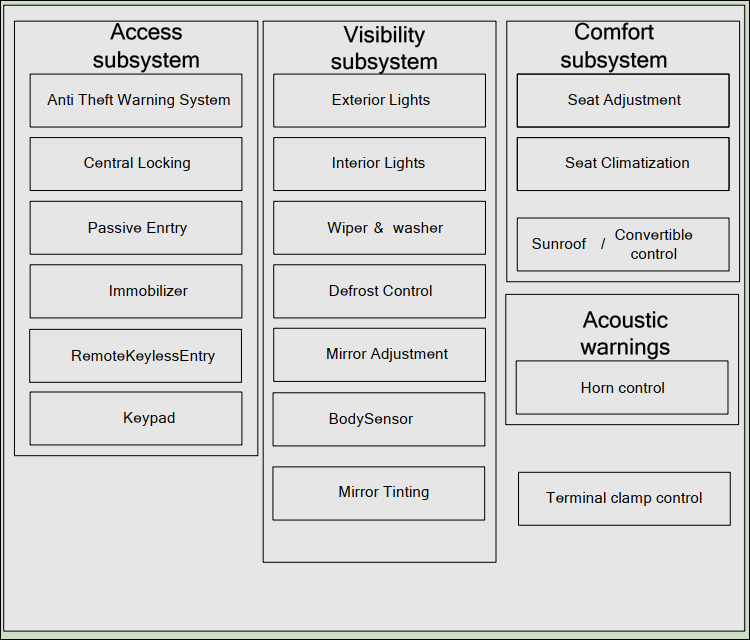 Access
subsystem
Anti Theft Warning System
Central Locking
Passive Enrtry
Immobilizer
RemoteKeylessEntry
Keypad
Visibility
subsystem
Exterior Lights
Interior Lights
Wiper & washer
Defrost Control
Mirror Adjustment
BodySensor
Mirror Tinting
Comfort
subsystem
Seat Adjustment
Seat Climatization
Sunroof / Convertible
control
Acoustic
warnings
Horn control
Terminal clamp control